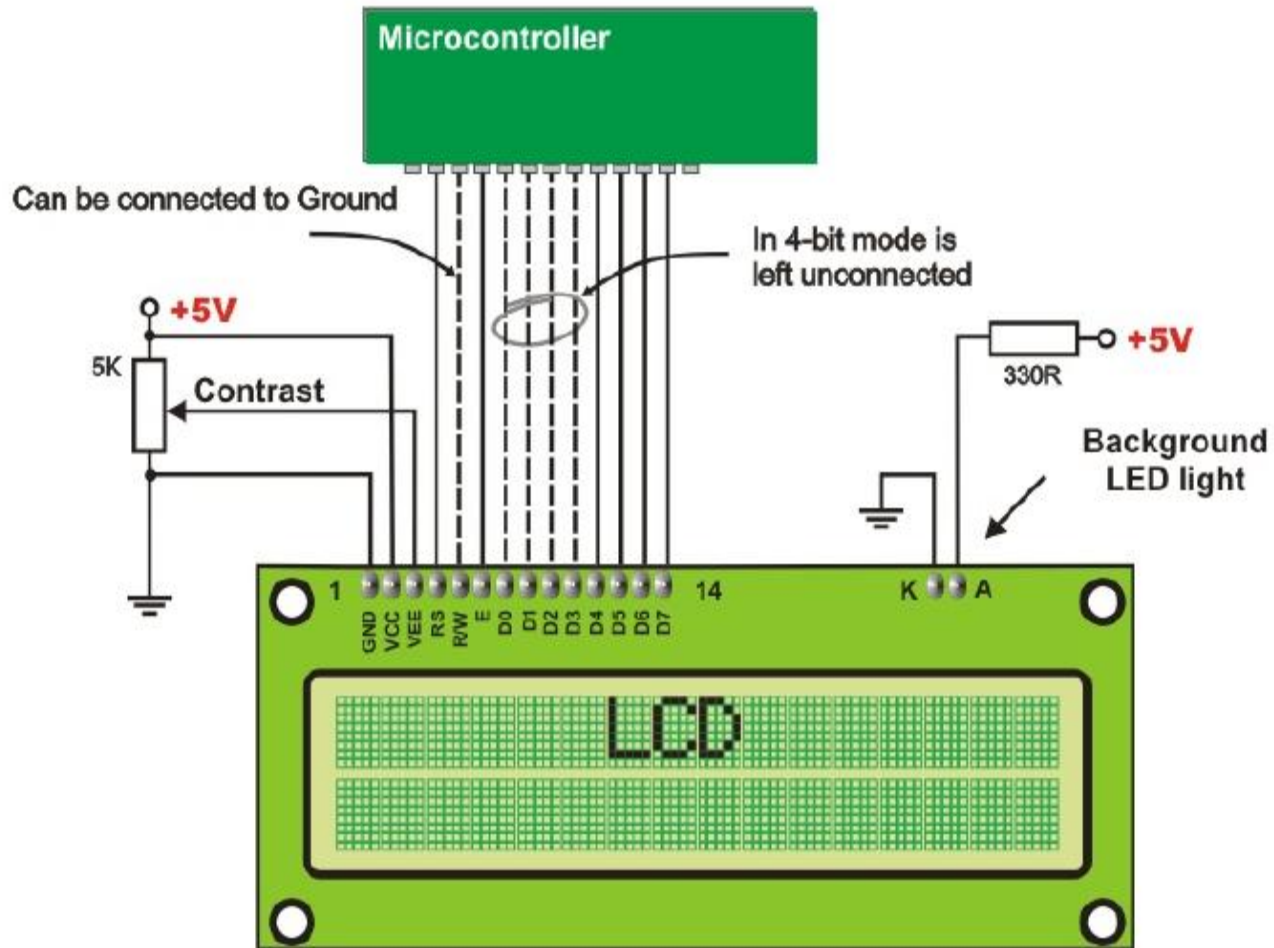 Microcontroller
Can be connected to Ground
In 4-bit mode is
left unconnected
+5V
5K
Contrast
+5V
330R
Background
LED light
1
14
K
A
GND
VCC
VEE
RS
R/W
E
D0
D1
D2
D3
D4
D5
D6
D7
LCD